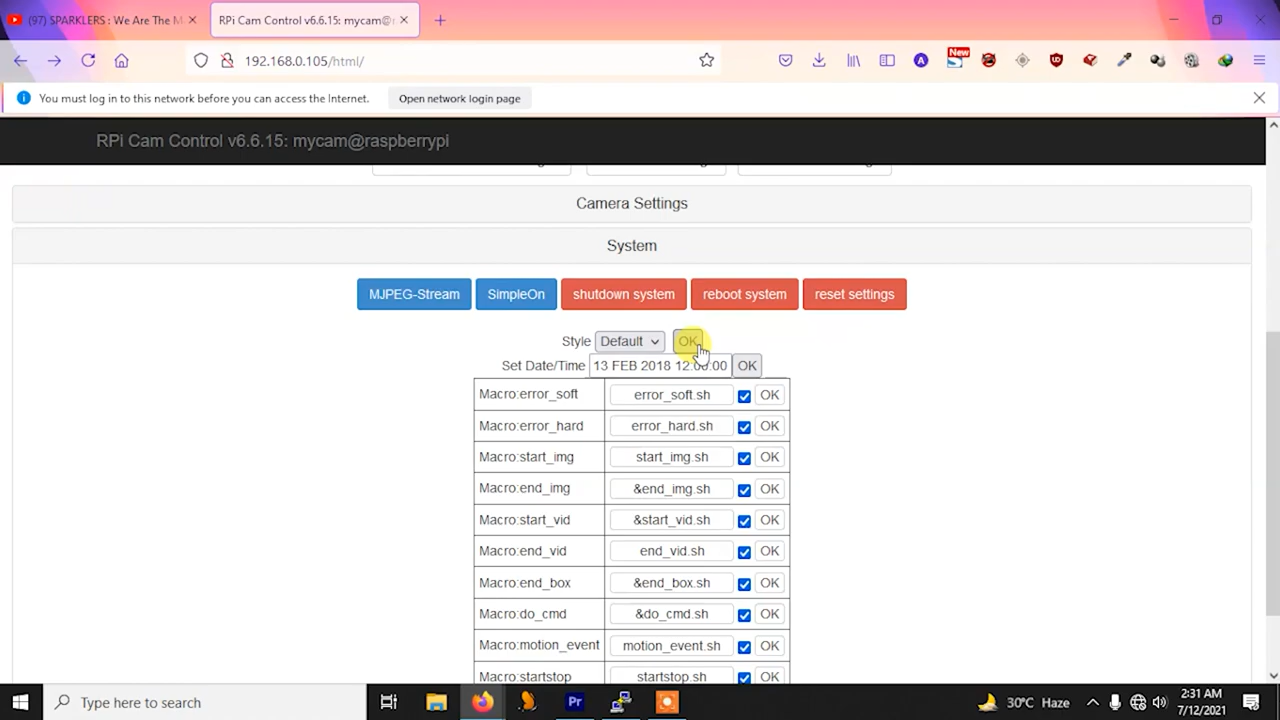 (97) SPARKLERS : We Are The M
RPi Cam Control v6.6.15: mycam@r
192.168.0.105/html/
New
You must log in to this network before you can access the Internet.
Open network login page
RPi Cam Control v6.6.15: mycam@raspberrypi
Camera Settings
System
MJPEG-Stream
SimpleOn
shutdown system
reboot system
reset settings
Style Default OK
Set Date/Time 13 FEB 2018 12:00:00 OK
Macro:error_soft error_soft.sh OK
Macro:error_hard error_hard.sh OK
Macro:start_img start_img.sh OK
Macro:end_img &end_img.sh OK
Macro:start_vid &start_vid.sh OK
Macro:end_vid end_vid.sh OK
Macro:end_box &end_box.sh OK
Macro:do_cmd &do_cmd.sh OK
Macro:motion_event motion_event.sh OK
Macro:startstop startstop.sh OK
Type here to search
Pr
30°C Haze
2:31 AM
7/12/2021